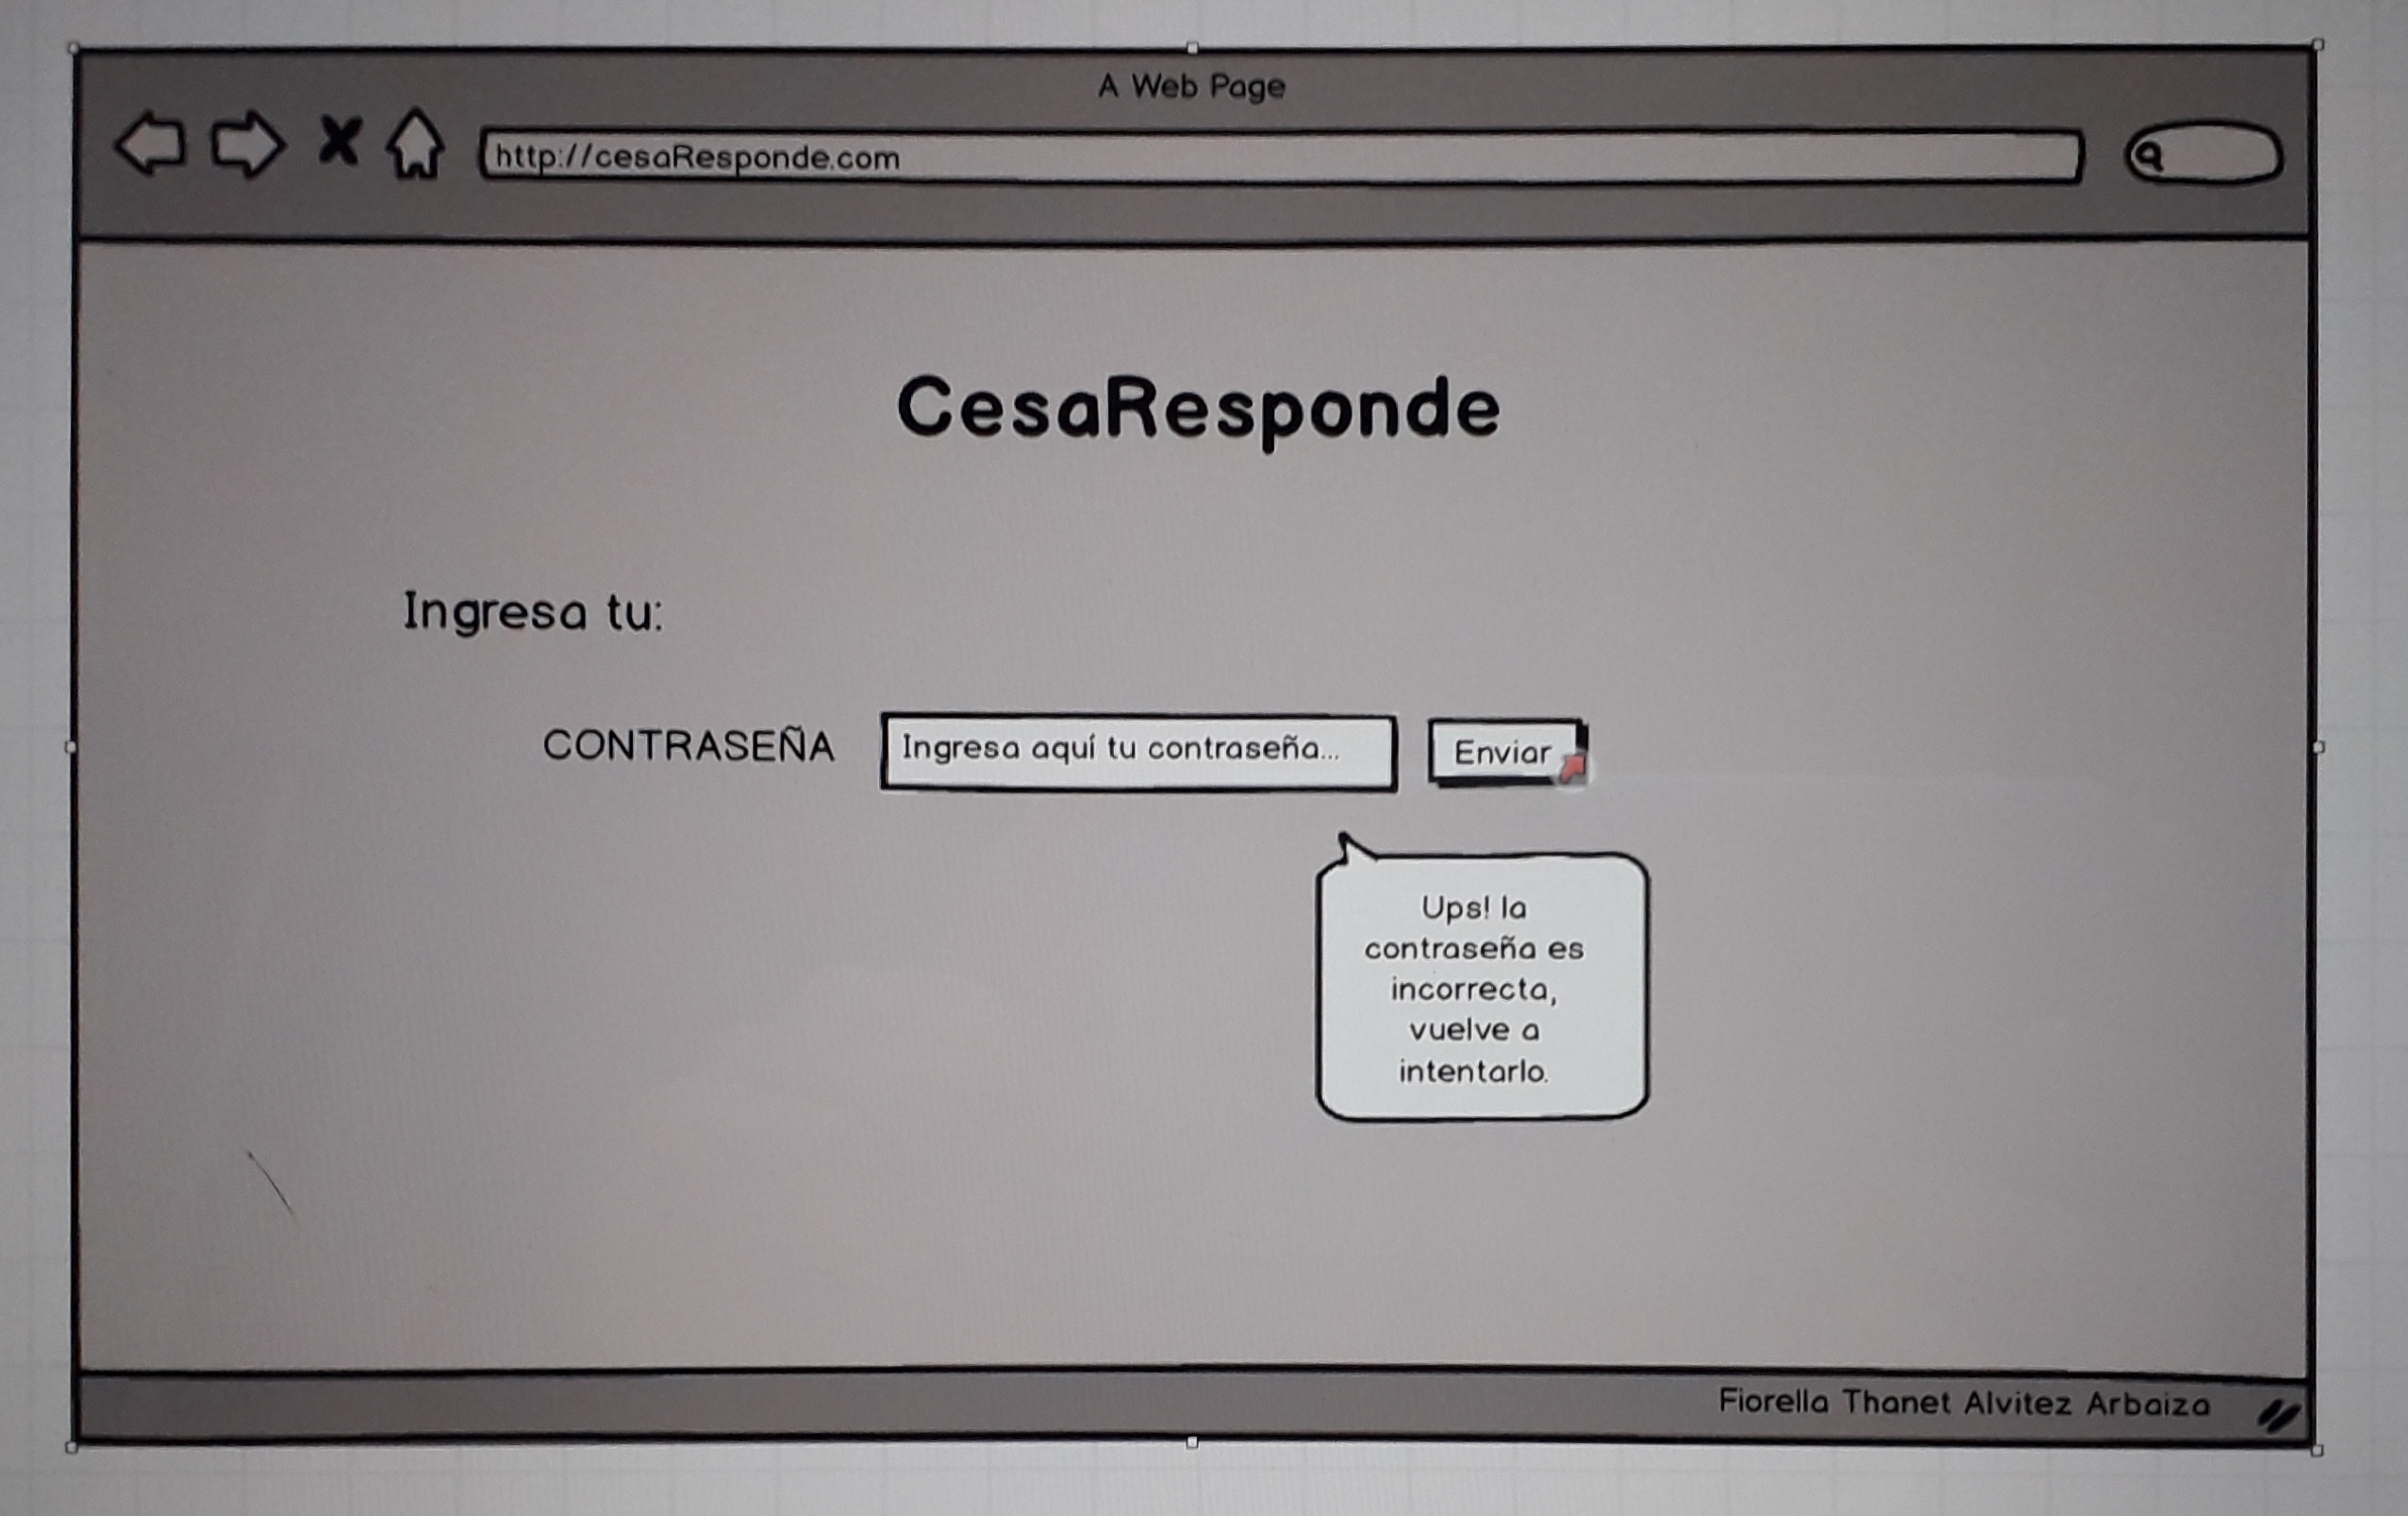 A Web Page
http://cesaResponde.com
CesaResponde
Ingresa tu:
CONTRASEÑA
Ingresa aquí tu contraseña...
Enviar
Ups! la
contraseña es
incorrecta,
vuelve a
intentarlo.
Fiorella Thanet Alvitez Arbaiza